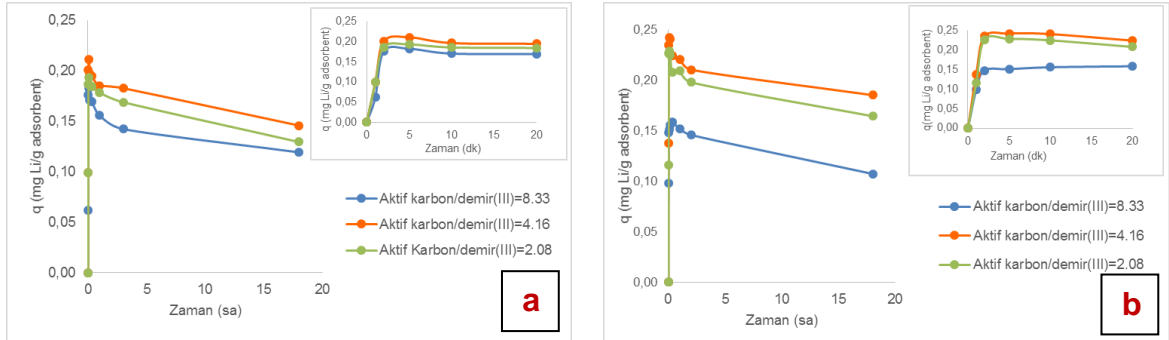 0,25
0,20
0,15
0,10
0,05
0,00
q (mg Li/g adsorbent)
0 5 10 15 20
Zaman (sa)
0,25
0,20
0,15
0,10
0,05
0,00
q (mg Li/g adsorbent)
0 5 10 15 20
Zaman (dk)
Aktif karbon/demir(III)=8.33
Aktif karbon/demir(III)=4.16
Aktif Karbon/demir(III)=2.08
a
0,25
0,20
0,15
0,10
0,05
0,00
q (mg Li/g adsorbent)
0 5 10 15 20
Zaman (sa)
0,25
0,20
0,15
0,10
0,05
0,00
q(mg Li/g adsorbent)
0 5 10 15 20
Zaman (dk)
Aktif karbon/demir(III)=8.33
Aktif karbon/demir(III)=4.16
Aktif karbon/demir(III)=2.08
b